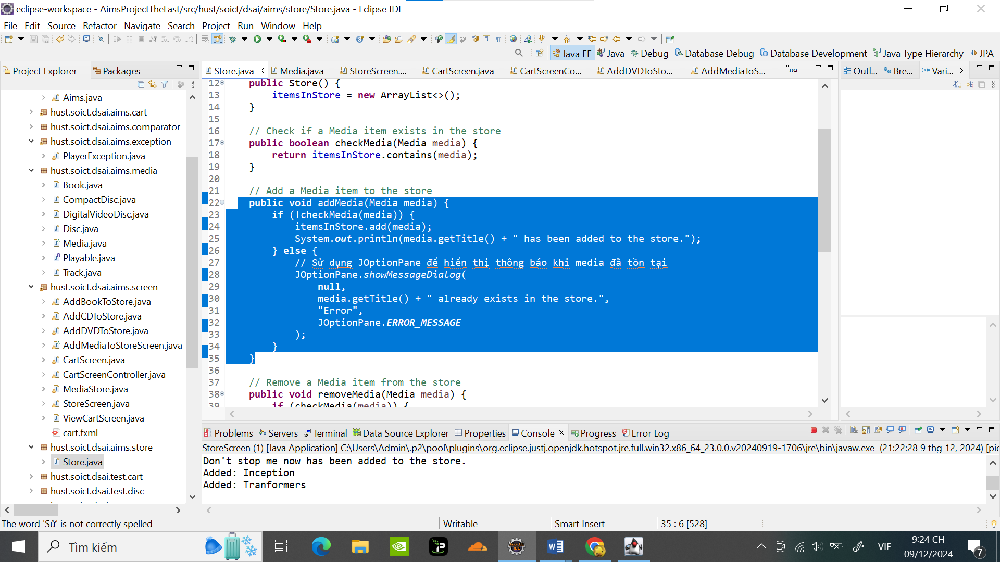 eclipse-workspace - AimsProjectTheLast/src/hust/soict/dsai/aims/store/Store.java - Eclipse IDE
File Edit Source Refactor Navigate Search Project Run Window Help
Java EE Java Debug Database Debug Database Development Java Type Hierarchy JPA
Project Explorer Packages
Aims.java
hust.soict.dsai.aims.cart
hust.soict.dsai.aims.comparator
hust.soict.dsai.aims.exception
PlayerException.java
hust.soict.dsai.aims.media
Book.java
CompactDisc.java
DigitalVideoDisc.java
Disc.java
Media.java
Playable.java
Track.java
hust.soict.dsai.aims.screen
AddBookToStore.java
AddCDToStore.java
AddDVDToStore.java
AddMediaToStoreScreen.java
CartScreen.java
CartScreenController.java
MediaStore.java
StoreScreen.java
ViewCartScreen.java
cart.fxml
hust.soict.dsai.aims.store
Store.java
hust.soict.dsai.test.cart
hust.soict.dsai.test.disc
Store.java Media.java StoreScreen.... CartScreen.java CartScreenCo... AddDVDToSto... AddMediaToS...
12 public Store() {
13 itemsInStore = new ArrayList<>();
14 }
15
16 // Check if a Media item exists in the store
17 public boolean checkMedia(Media media) {
18 return itemsInStore.contains(media);
19 }
20
21 // Add a Media item to the store
22 public void addMedia(Media media) {
23 if (!checkMedia(media)) {
24 itemsInStore.add(media);
25 System.out.println(media.getTitle() + " has been added to the store.");
26 } else {
27 // Sử dụng JOptionPane để hiển thị thông báo khi media đã tồn tại
28 JOptionPane.showMessageDialog(
29 null,
30 media.getTitle() + " already exists in the store.",
31 "Error",
32 JOptionPane.ERROR_MESSAGE
33 );
34 }
35 }
36
37 // Remove a Media item from the store
38 public void removeMedia(Media media) {
39 if (checkMedia(media)) {
Outl... Bre... Vari...
Problems Servers Terminal Data Source Explorer Properties Console Progress Error Log
StoreScreen (1) [Java Application] C:\Users\Admin\.p2\pool\plugins\org.eclipse.justj.openjdk.hotspot.jre.full.win32.x86_64_23.0.0.v20240919-1706\jre\bin\javaw.exe (21:22:28 9 thg 12, 2024) [pic
Don't stop me now has been added to the store.
Added: Inception
Added: Tranformers
The word 'Sử' is not correctly spelled Writable Smart Insert 35 : 6 [528]
Tìm kiếm
VIE
9:24 CH
09/12/2024
7